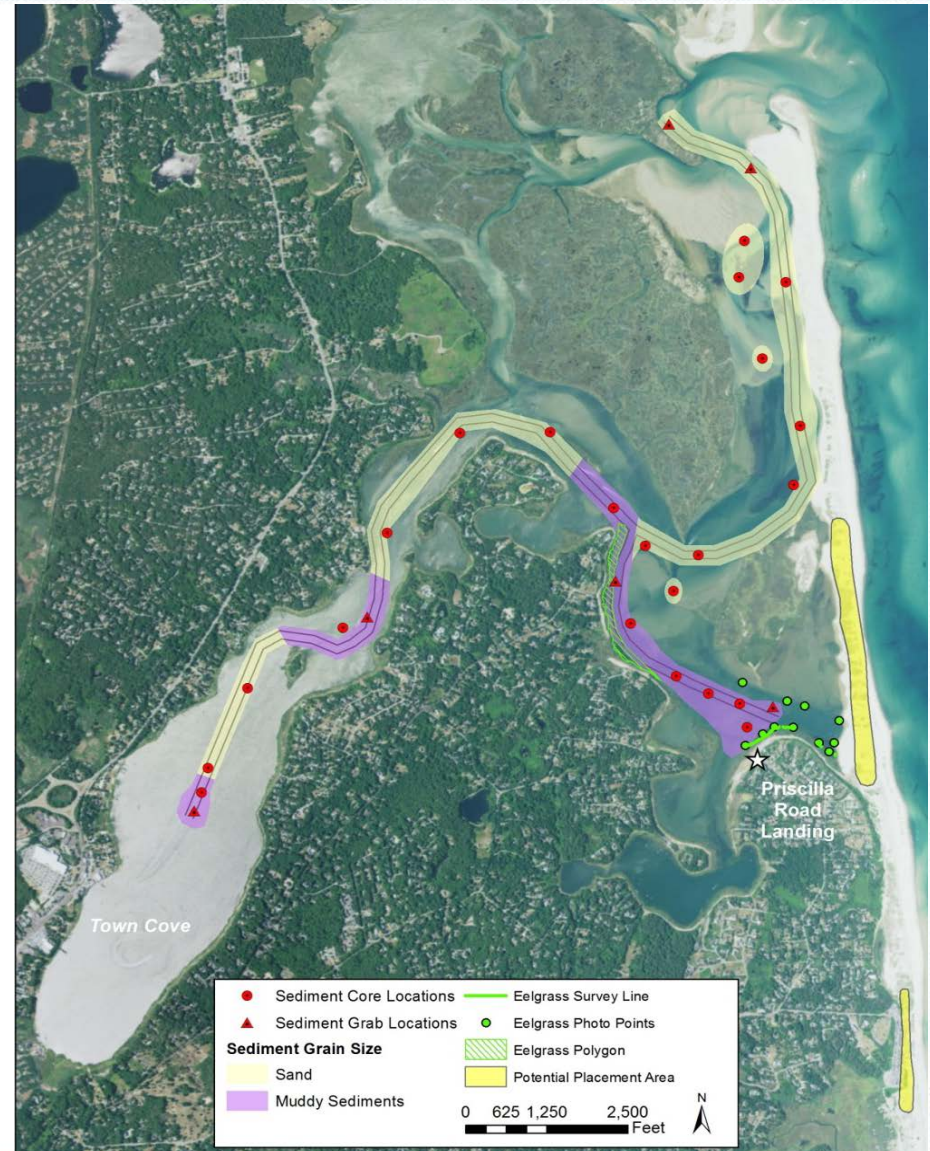 Priscilla
Road
Landing
Town Cove
Sediment Core Locations
Sediment Grab Locations
Sediment Grain Size
Sand
Muddy Sediments
Eelgrass Survey Line
Eelgrass Photo Points
Eelgrass Polygon
Potential Placement Area
0 625 1,250 2,500
Feet
N